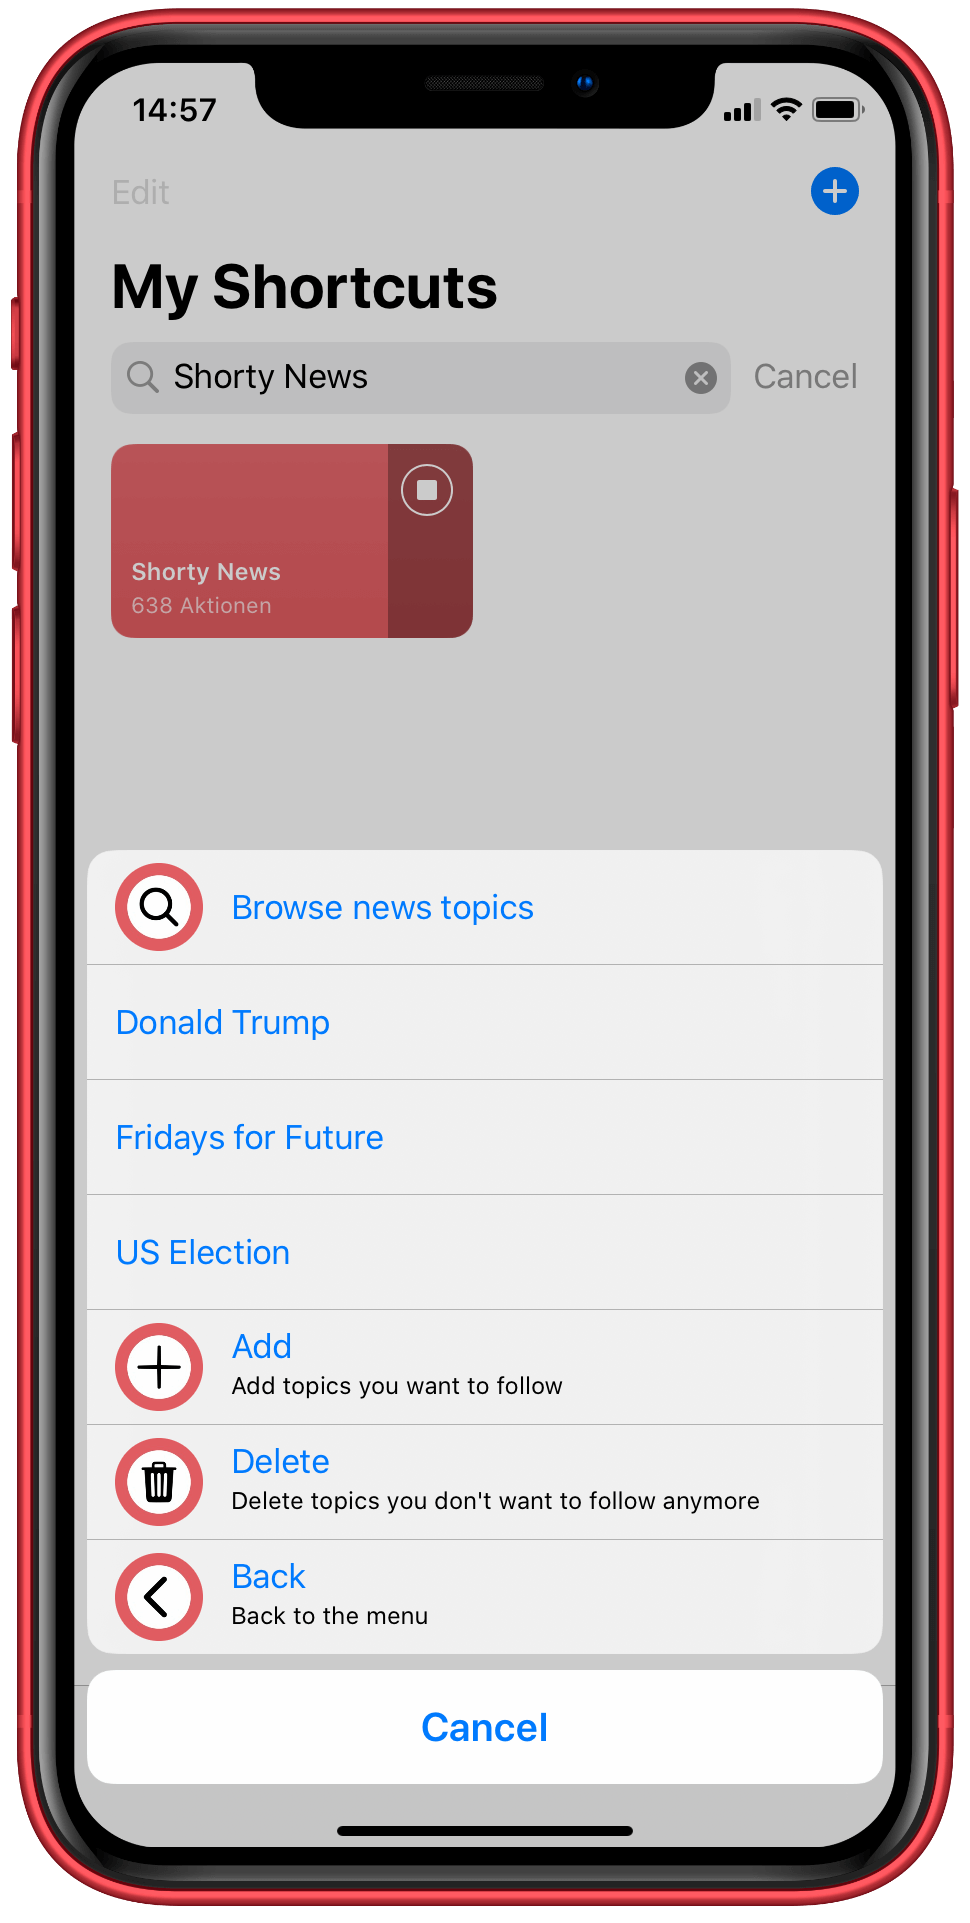 14:57
Edit
My Shortcuts
Shorty News
Cancel
Shorty News
638 Aktionen
Browse news topics
Donald Trump
Fridays for Future
US Election
Add
Add topics you want to follow
Delete
Delete topics you don't want to follow anymore
Back
Back to the menu
Cancel